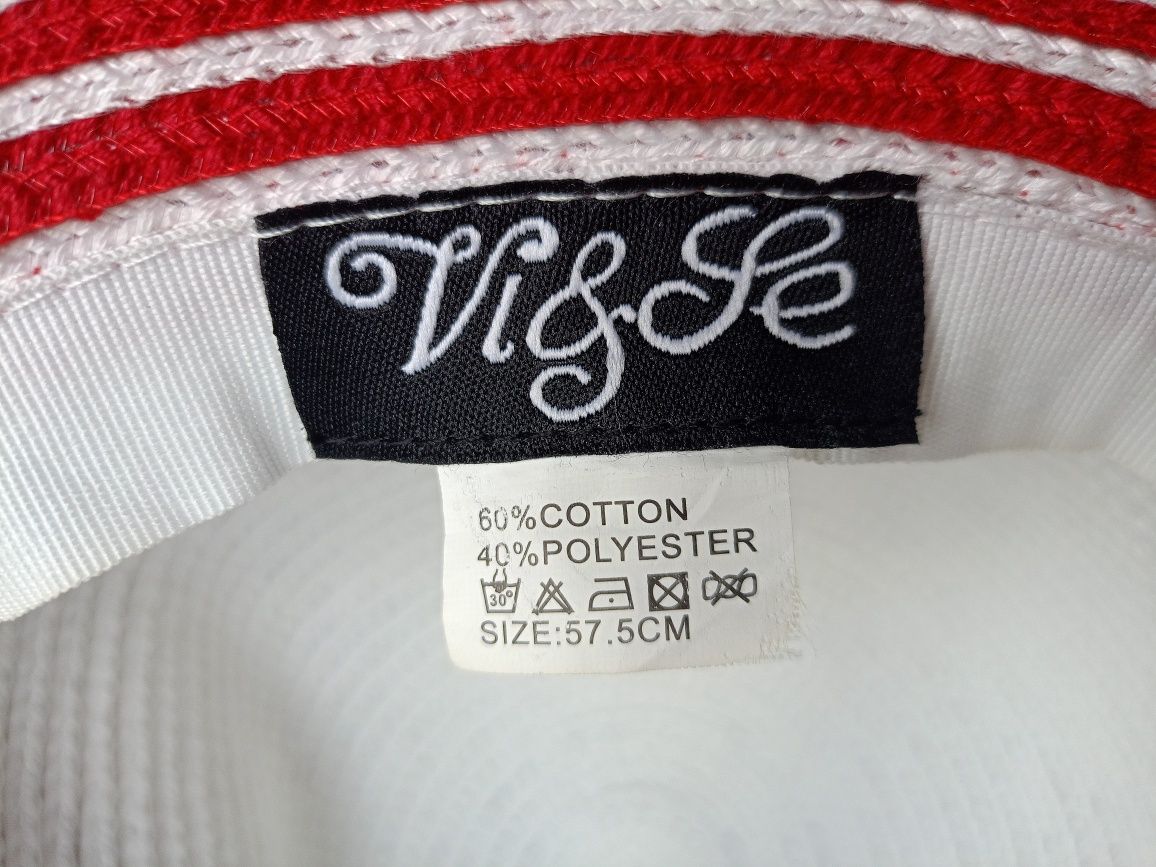 Vi&Se
60%COTTON
40%POLYESTER
30°
SIZE:57.5CM